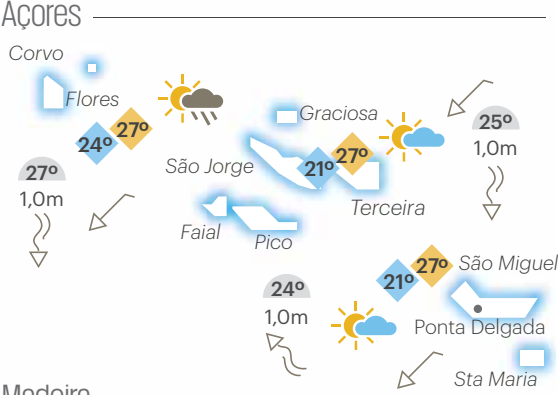 Açores
Corvo
Flores
24º 27º
27º
1,0m
Graciosa
25º
1,0m
São Jorge
21º 27º
Terceira
Faial
Pico
21º 27º
São Miguel
24º
1,0m
Ponta Delgada
Sta Maria